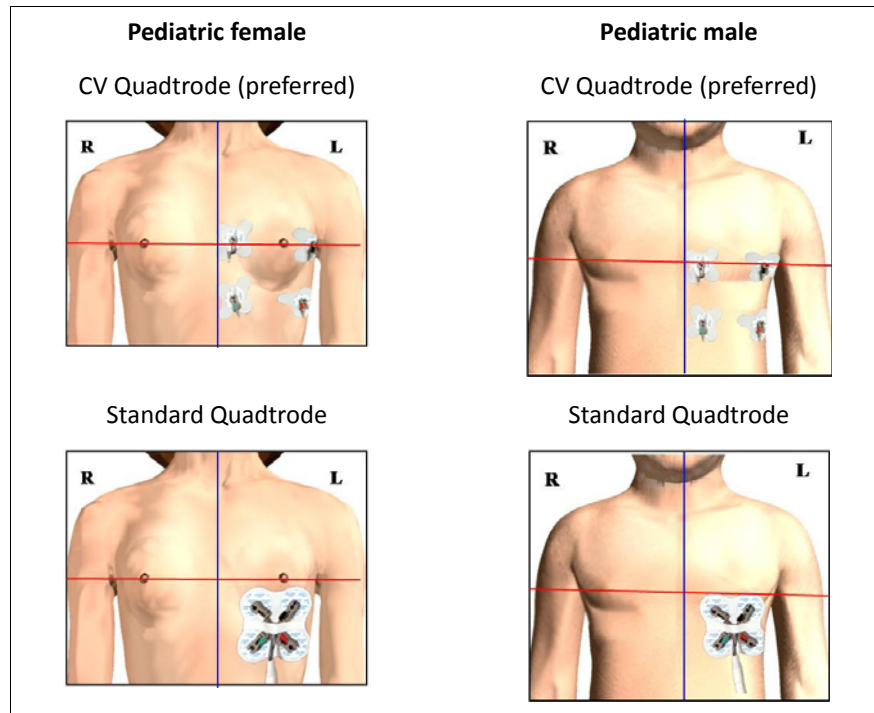 Pediatric female
Pediatric male
CV Quadtrode (preferred)
CV Quadtrode (preferred)
R
L
R
L
Standard Quadtrode
Standard Quadtrode
R
L
R
L